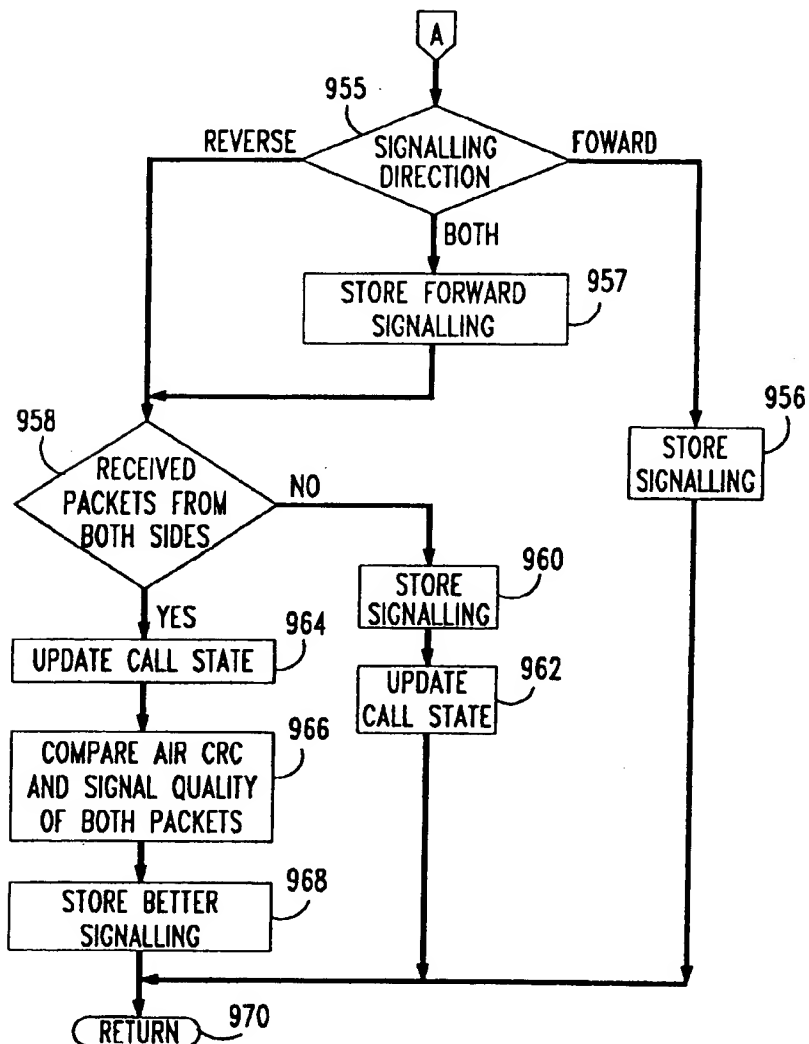 A
955
REVERSE
SIGNALLING
DIRECTION
FOWARD
BOTH
STORE FORWARD
SIGNALLING
957
958
RECEIVED
PACKETS FROM
BOTH SIDES
NO
956
STORE
SIGNALLING
960
STORE
SIGNALLING
YES
964
UPDATE CALL STATE
962
UPDATE
CALL STATE
966
COMPARE AIR CRC
AND SIGNAL QUALITY
OF BOTH PACKETS
968
STORE BETTER
SIGNALLING
RETURN
970